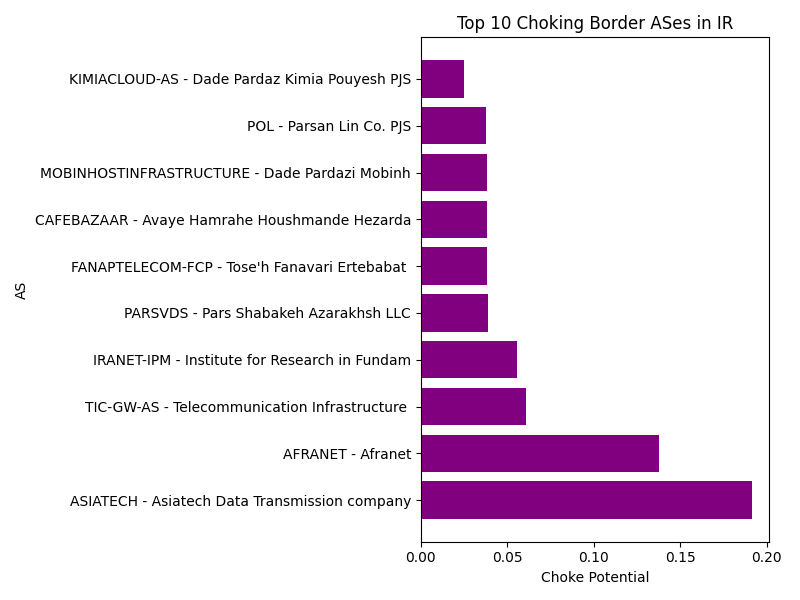 Top 10 Choking Border ASes in IR
KIMIACLOUD-AS - Dade Pardaz Kimia Pouyesh PJS
POL - Parsan Lin Co. PJS
MOBINHOSTINFRASTRUCTURE - Dade Pardazi Mobinh
CAFEBAZAAR - Avaye Hamrahe Houshmande Hezarda
FANAPTELECOM-FCP - Tose'h Fanavari Ertebabat
PARSVDS - Pars Shabakeh Azarakhsh LLC
IRANET-IPM - Institute for Research in Fundam
TIC-GW-AS - Telecommunication Infrastructure
AFRANET - Afranet
ASIATECH - Asiatech Data Transmission company
AS
0.00 0.05 0.10 0.15 0.20
Choke Potential